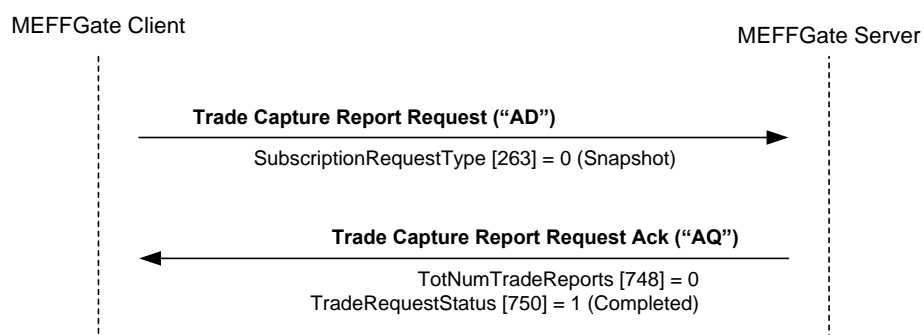 MEFFGate Client
MEFFGate Server
Trade Capture Report Request (“AD”)
SubscriptionRequestType [263] = 0 (Snapshot)
Trade Capture Report Request Ack (“AQ”)
TotNumTradeReports [748] = 0
TradeRequestStatus [750] = 1 (Completed)